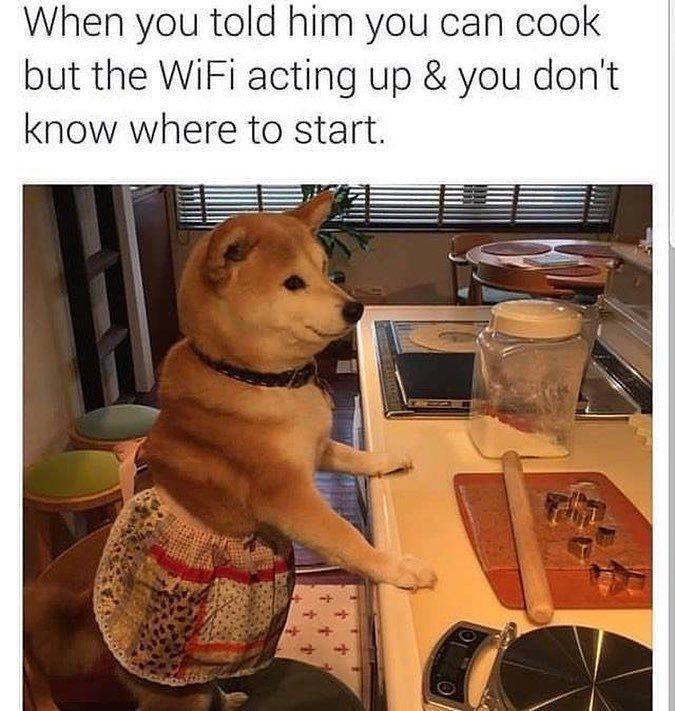 When you told him you can cook
but the WiFi acting up & you don't
know where to start.